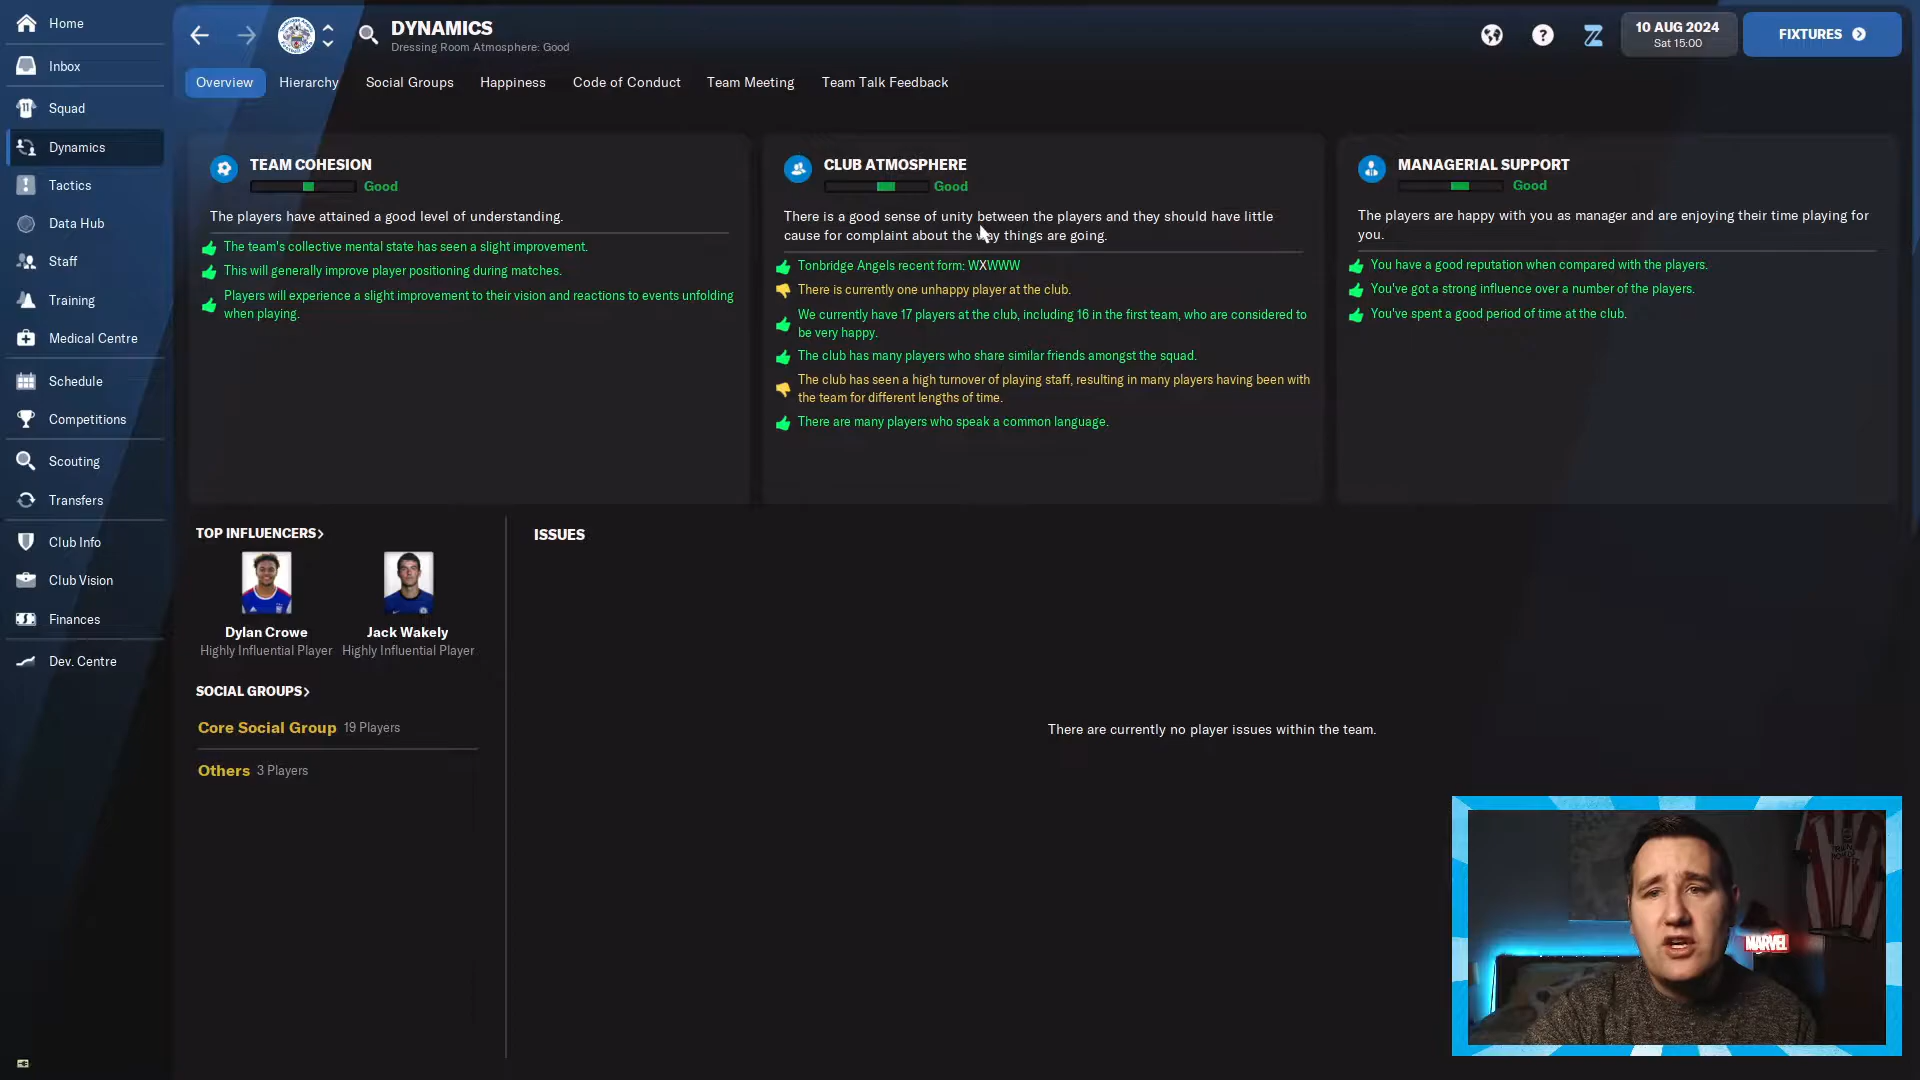 Home
Inbox
Squad
Dynamics
Tactics
Data Hub
Staff
Training
Medical Centre
Schedule
Competitions
Scouting
Transfers
Club Info
Club Vision
Finances
Dev. Centre
DYNAMICS
Dressing Room Atmosphere: Good
10 AUG 2024
Sat 15:00
FIXTURES
Overview
Hierarchy
Social Groups
Happiness
Code of Conduct
Team Meeting
Team Talk Feedback
TEAM COHESION
Good
The players have attained a good level of understanding.
The team's collective mental state has seen a slight improvement.
This will generally improve player positioning during matches.
Players will experience a slight improvement to their vision and reactions to events unfolding
when playing.
CLUB ATMOSPHERE
Good
There is a good sense of unity between the players and they should have little
cause for complaint about the way things are going.
Tonbridge Angels recent form: WXWWW
There is currently one unhappy player at the club.
We currently have 17 players at the club, including 16 in the first team, who are considered to
be very happy.
The club has many players who share similar friends amongst the squad.
The club has seen a high turnover of playing staff, resulting in many players having been with
the team for different lengths of time.
There are many players who speak a common language.
MANAGERIAL SUPPORT
Good
The players are happy with you as manager and are enjoying their time playing for
you.
You have a good reputation when compared with the players.
You've got a strong influence over a number of the players.
You've spent a good period of time at the club.
TOP INFLUENCERS>
Dylan Crowe
Highly Influential Player
Jack Wakely
Highly Influential Player
SOCIAL GROUPS>
Core Social Group 19 Players
Others 3 Players
ISSUES
There are currently no player issues within the team.
MARVEL